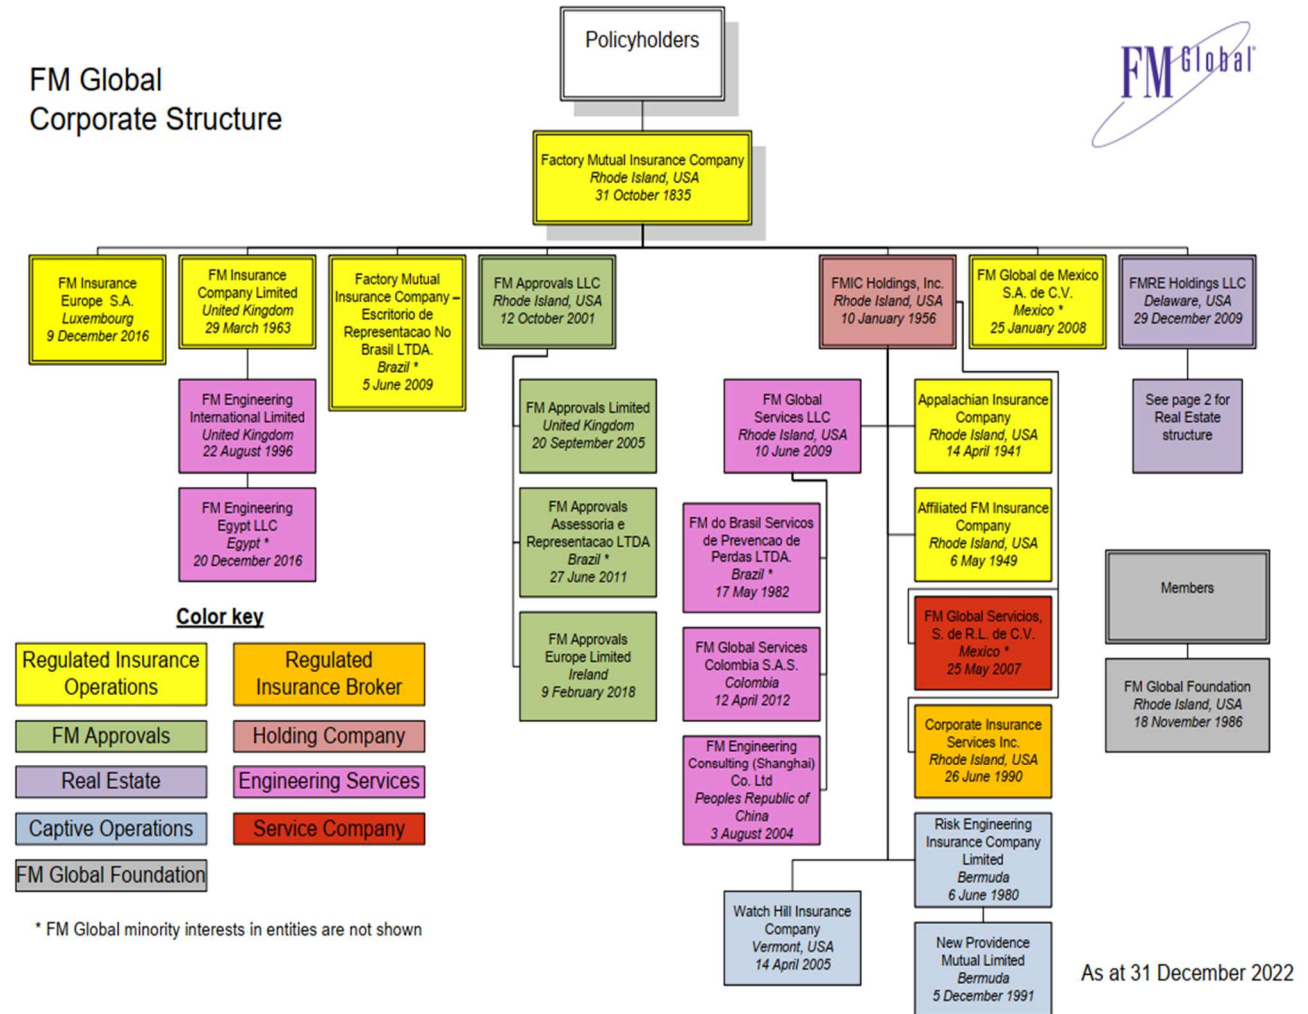 FM Global
Corporate Structure
Policyholders
FM Global
Factory Mutual Insurance Company
Rhode Island, USA
31 October 1835
FM Insurance
Europe S.A.
Luxembourg
9 December 2016
FM Insurance
Company Limited
United Kingdom
29 March 1963
Factory Mutual
Insurance Company –
Escritorio de
Representacao No
Brasil LTDA.
Brazil *
5 June 2009
FM Approvals LLC
Rhode Island, USA
12 October 2001
FMIC Holdings, Inc.
Rhode Island, USA
10 January 1956
FM Global de Mexico
S.A. de C.V.
Mexico *
25 January 2008
FMRE Holdings LLC
Delaware, USA
29 December 2009
FM Engineering
International Limited
United Kingdom
22 August 1996
FM Engineering
Egypt LLC
Egypt *
20 December 2016
FM Approvals Limited
United Kingdom
20 September 2005
FM Approvals
Assessoria e
Representacao LTDA
Brazil *
27 June 2011
FM Approvals
Europe Limited
Ireland
9 February 2018
FM Global
Services LLC
Rhode Island, USA
10 June 2009
FM do Brasil Servicos
de Prevencao de
Perdas LTDA.
Brazil *
17 May 1982
FM Global Services
Colombia S.A.S.
Colombia
12 April 2012
FM Engineering
Consulting (Shanghai)
Co. Ltd
Peoples Republic of
China
3 August 2004
Appalachian Insurance
Company
Rhode Island, USA
14 April 1941
Affiliated FM Insurance
Company
Rhode Island, USA
6 May 1949
FM Global Servicios,
S. de R.L. de C.V.
Mexico *
25 May 2007
Corporate Insurance
Services Inc.
Rhode Island, USA
26 June 1990
Risk Engineering
Insurance Company
Limited
Bermuda
6 June 1980
New Providence
Mutual Limited
Bermuda
5 December 1991
Watch Hill Insurance
Company
Vermont, USA
14 April 2005
See page 2 for
Real Estate
structure
Members
FM Global Foundation
Rhode Island, USA
18 November 1986
Color key
Regulated Insurance
Operations
Regulated
Insurance Broker
FM Approvals
Holding Company
Real Estate
Engineering Services
Captive Operations
Service Company
FM Global Foundation
* FM Global minority interests in entities are not shown
As at 31 December 2022